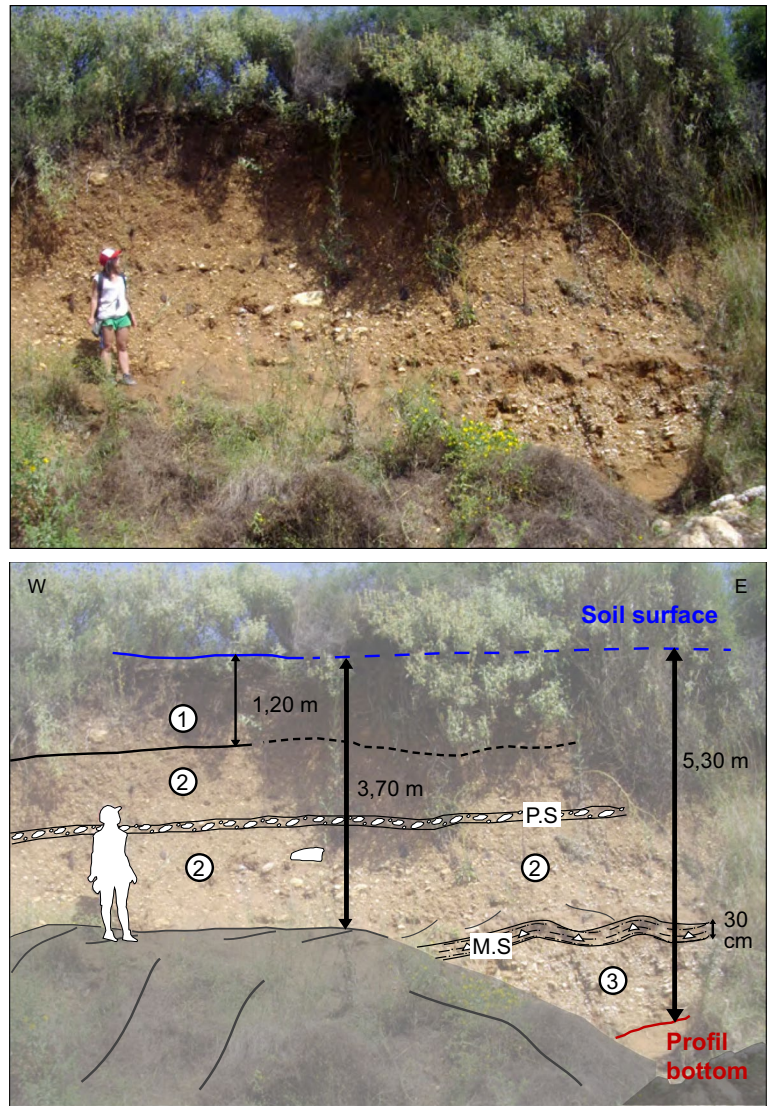 W
E
Soil surface
1,20 m
1
2
3,70 m
5,30 m
P.S
2
2
30
cm
M.S
3
Profil
bottom